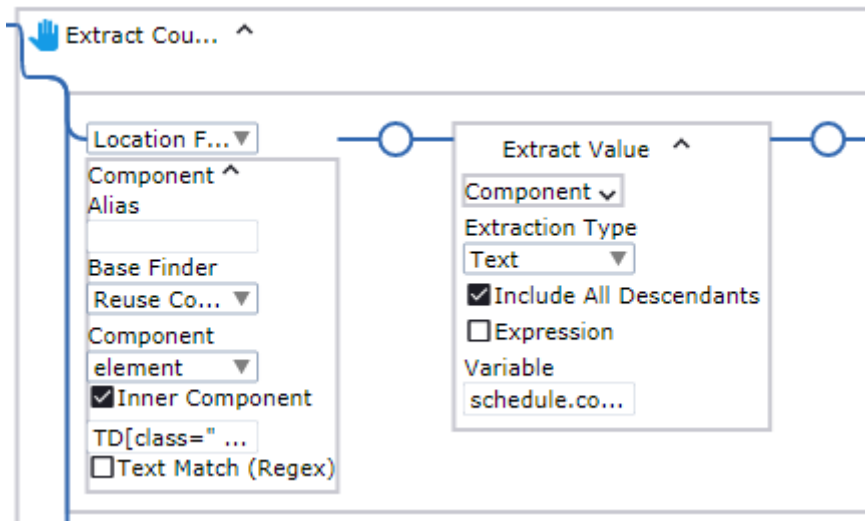 Extract Cou...
Location F...
Component
Alias
Base Finder
Reuse Co...
Component
element
Inner Component
TD[class=" ...
Text Match (Regex)
Extract Value
Component
Extraction Type
Text
Include All Descendants
Expression
Variable
schedule.co...